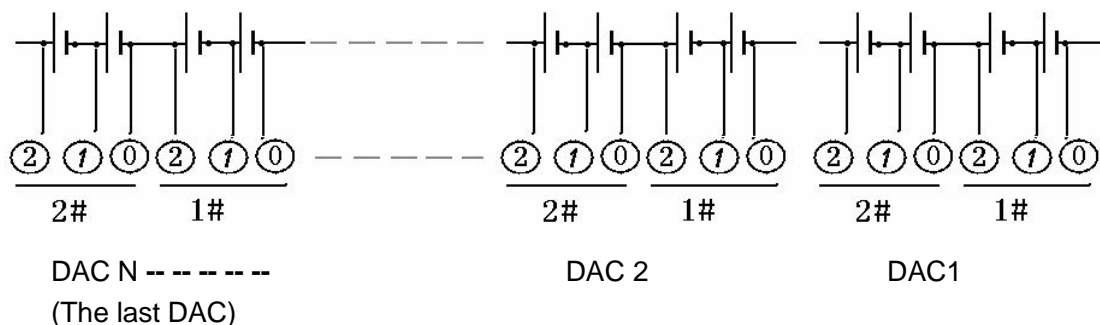 ② ① ⓪ ② ① ⓪ ② ① ⓪ ② ① ⓪ ② ① ⓪ ② ① ⓪
2# 1# 2# 1# 2# 1#
DAC N -- -- -- -- -- DAC 2 DAC1
(The last DAC)